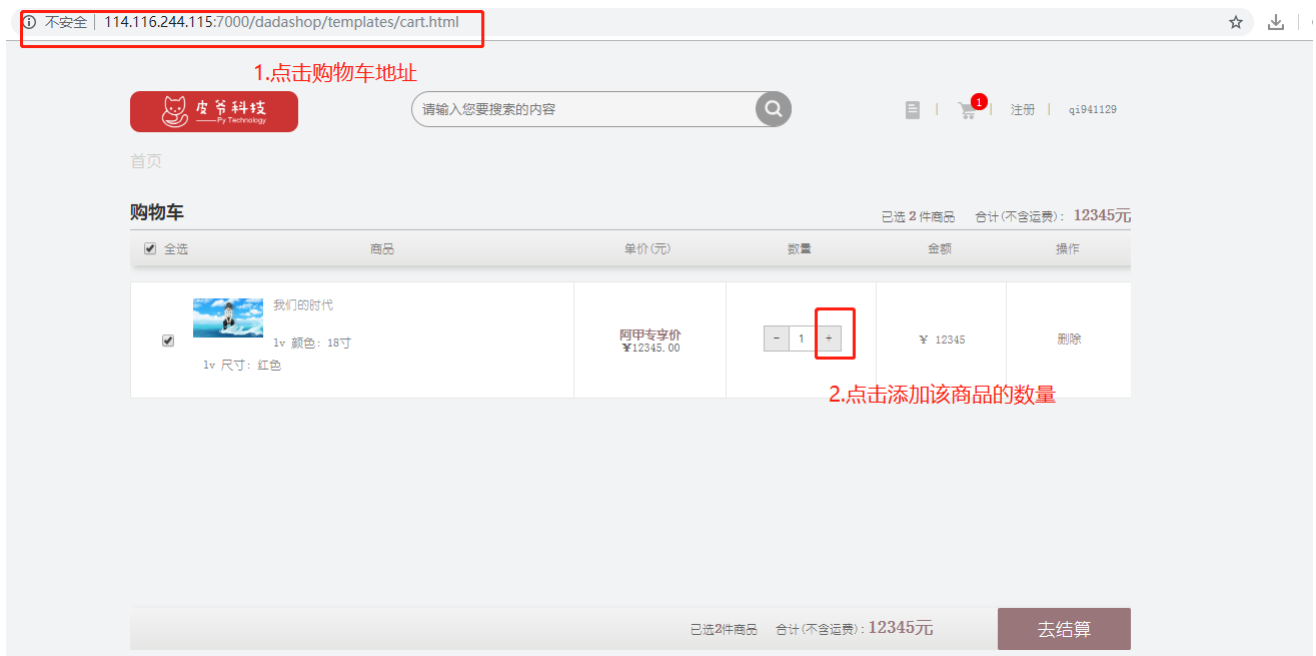 不安全 114.116.244.115:7000/dadashop/templates/cart.html
1.点击购物车地址
皮爷科技
Py Technology
请输入您要搜索的内容
1
注册
qi941129
首页
购物车
已选 2 件商品 合计(不含运费): 12345元
全选 商品 单价(元) 数量 金额 操作
我们的时代
1v 颜色: 18寸
1v 尺寸: 红色
阿甲专享价
¥12345.00
- 1 +
¥ 12345
删除
2.点击添加该商品的数量
已选2件商品 合计(不含运费): 12345元
去结算